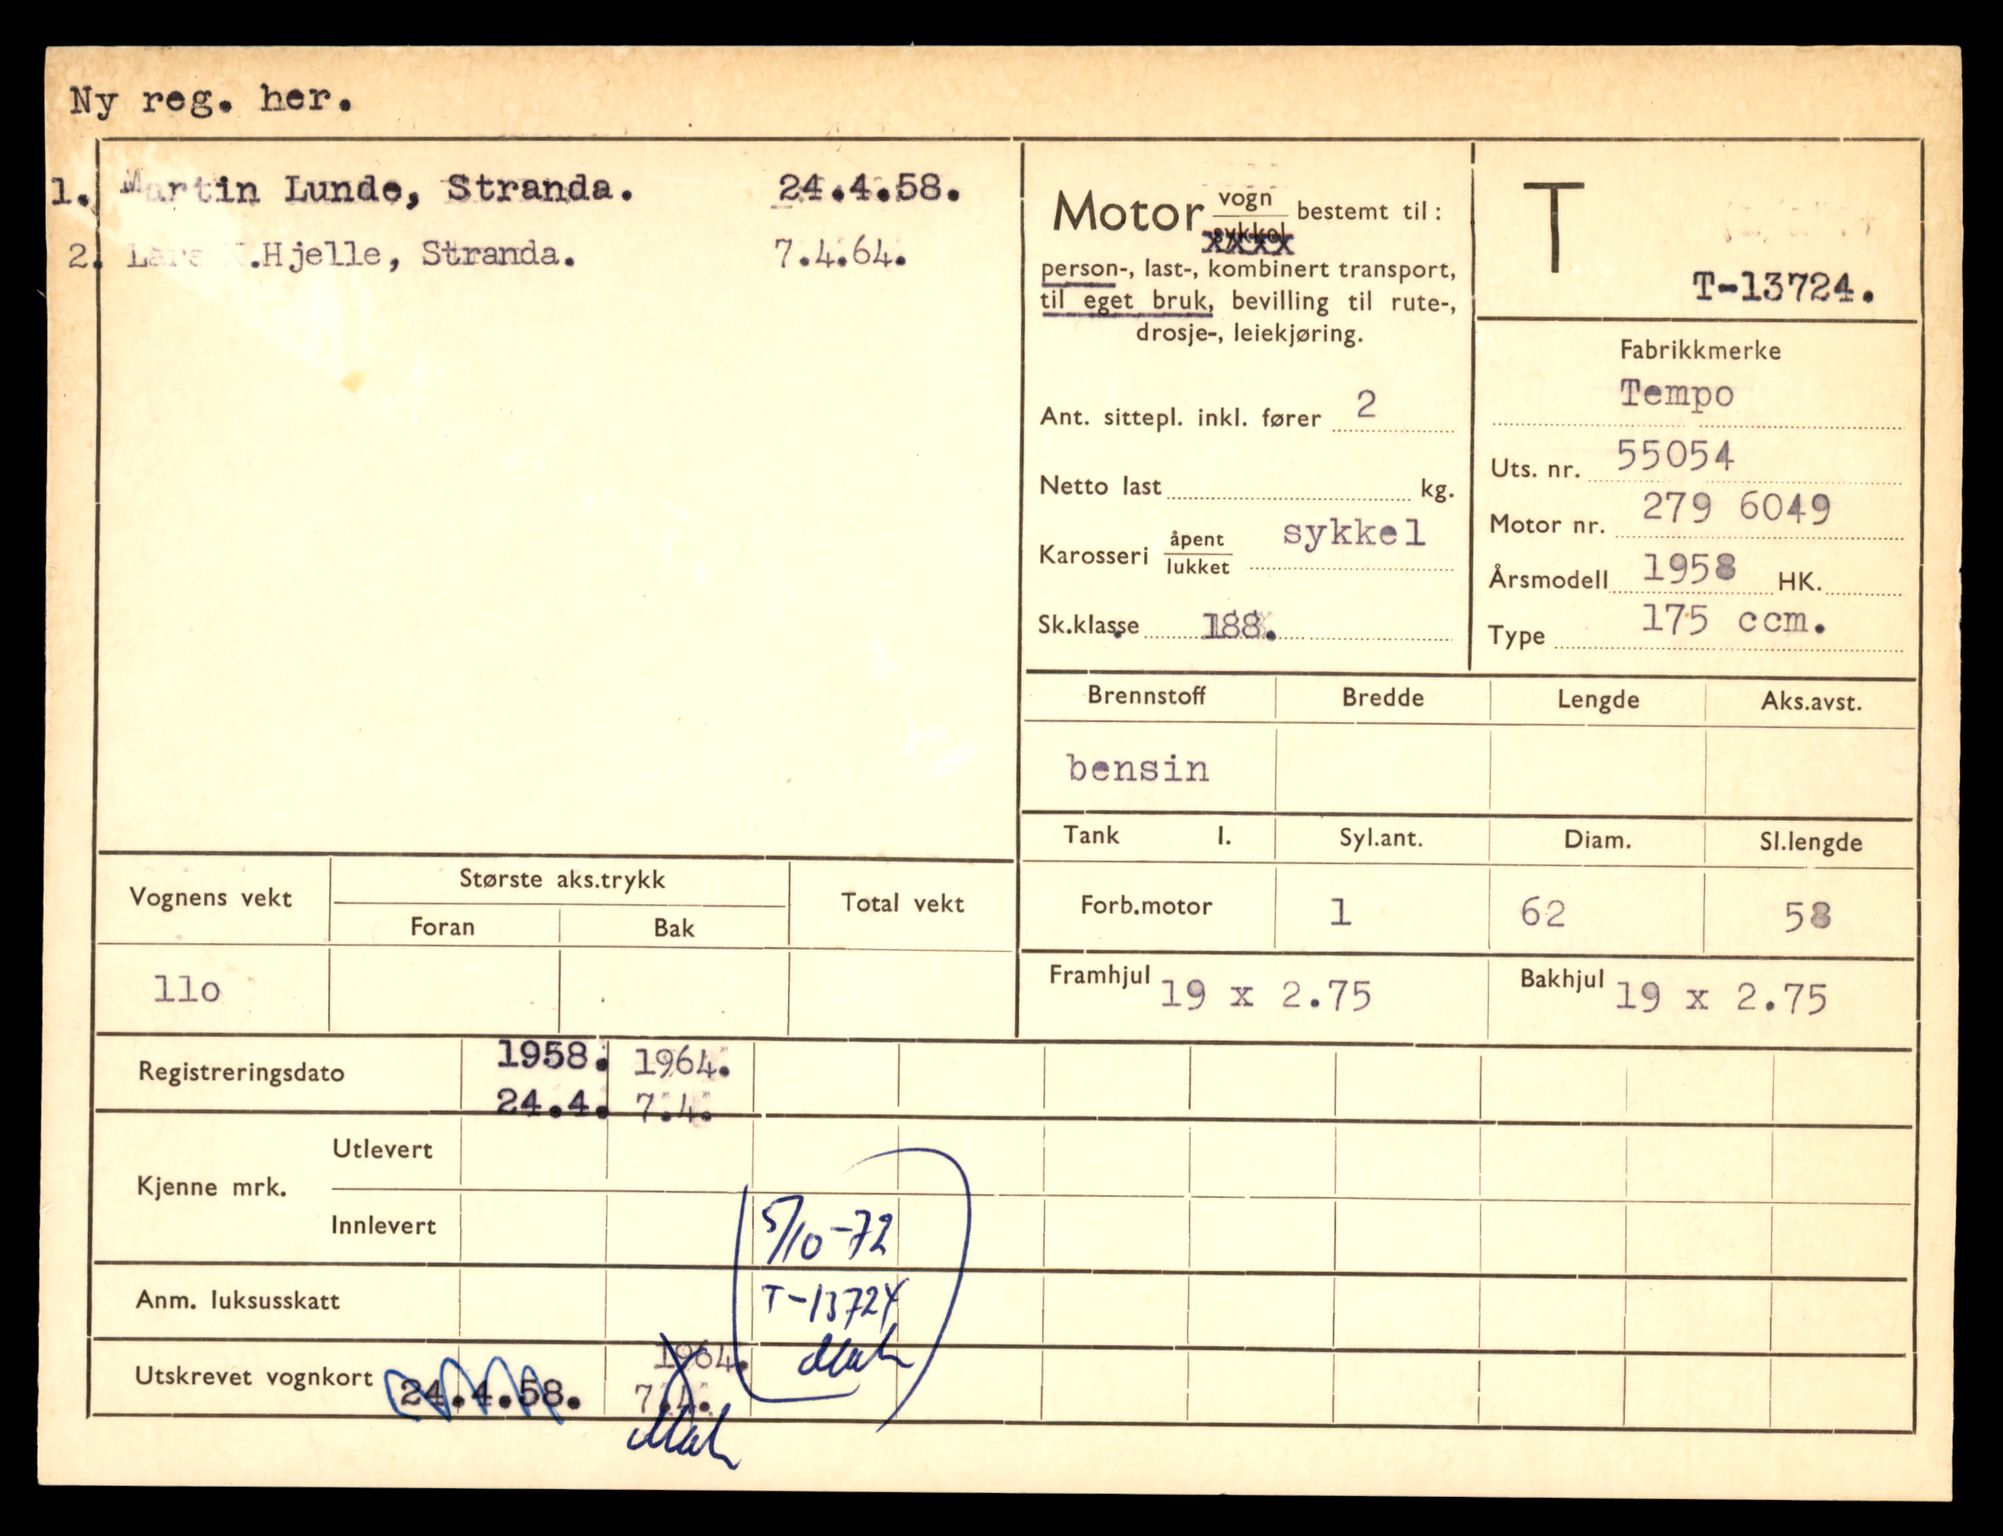 Ny reg. her.
1. Martin Lunde, Stranda. 24.4.58.
2. Lars .Hjelle, Stranda. 7.4.64.
Motor vogn sykkel bestemt til:
person-, last-, kombinert transport,
til eget bruk, bevilling til rute-,
drosje-, leiekjøring.
Ant. sittepl. inkl. fører 2
Netto last kg.
Karosseri åpent lukket sykkel
Sk.klasse 188.
T
T-13724.
Fabrikkmerke
Tempo
Uts. nr. 55054
Motor nr. 279 6049
Årsmodell 1958 HK.
Type 175 ccm.
Brennstoff Bredde Lengde Aks.avst.
bensin
Tank l. Syl.ant. Diam. Sl.lengde
Forb.motor 1 62 58
Framhjul 19 x 2.75 Bakhjul 19 x 2.75
Vognens vekt Største aks.trykk Total vekt
Foran Bak
110
Registreringsdato 1958. 1964.
24.4. 7.4.
Kjenne mrk. Utlevert
Innlevert 5/10-72
Anm. luksusskatt T-13724
Utskrevet vognkort 24.4.58. 1964.
7.4.